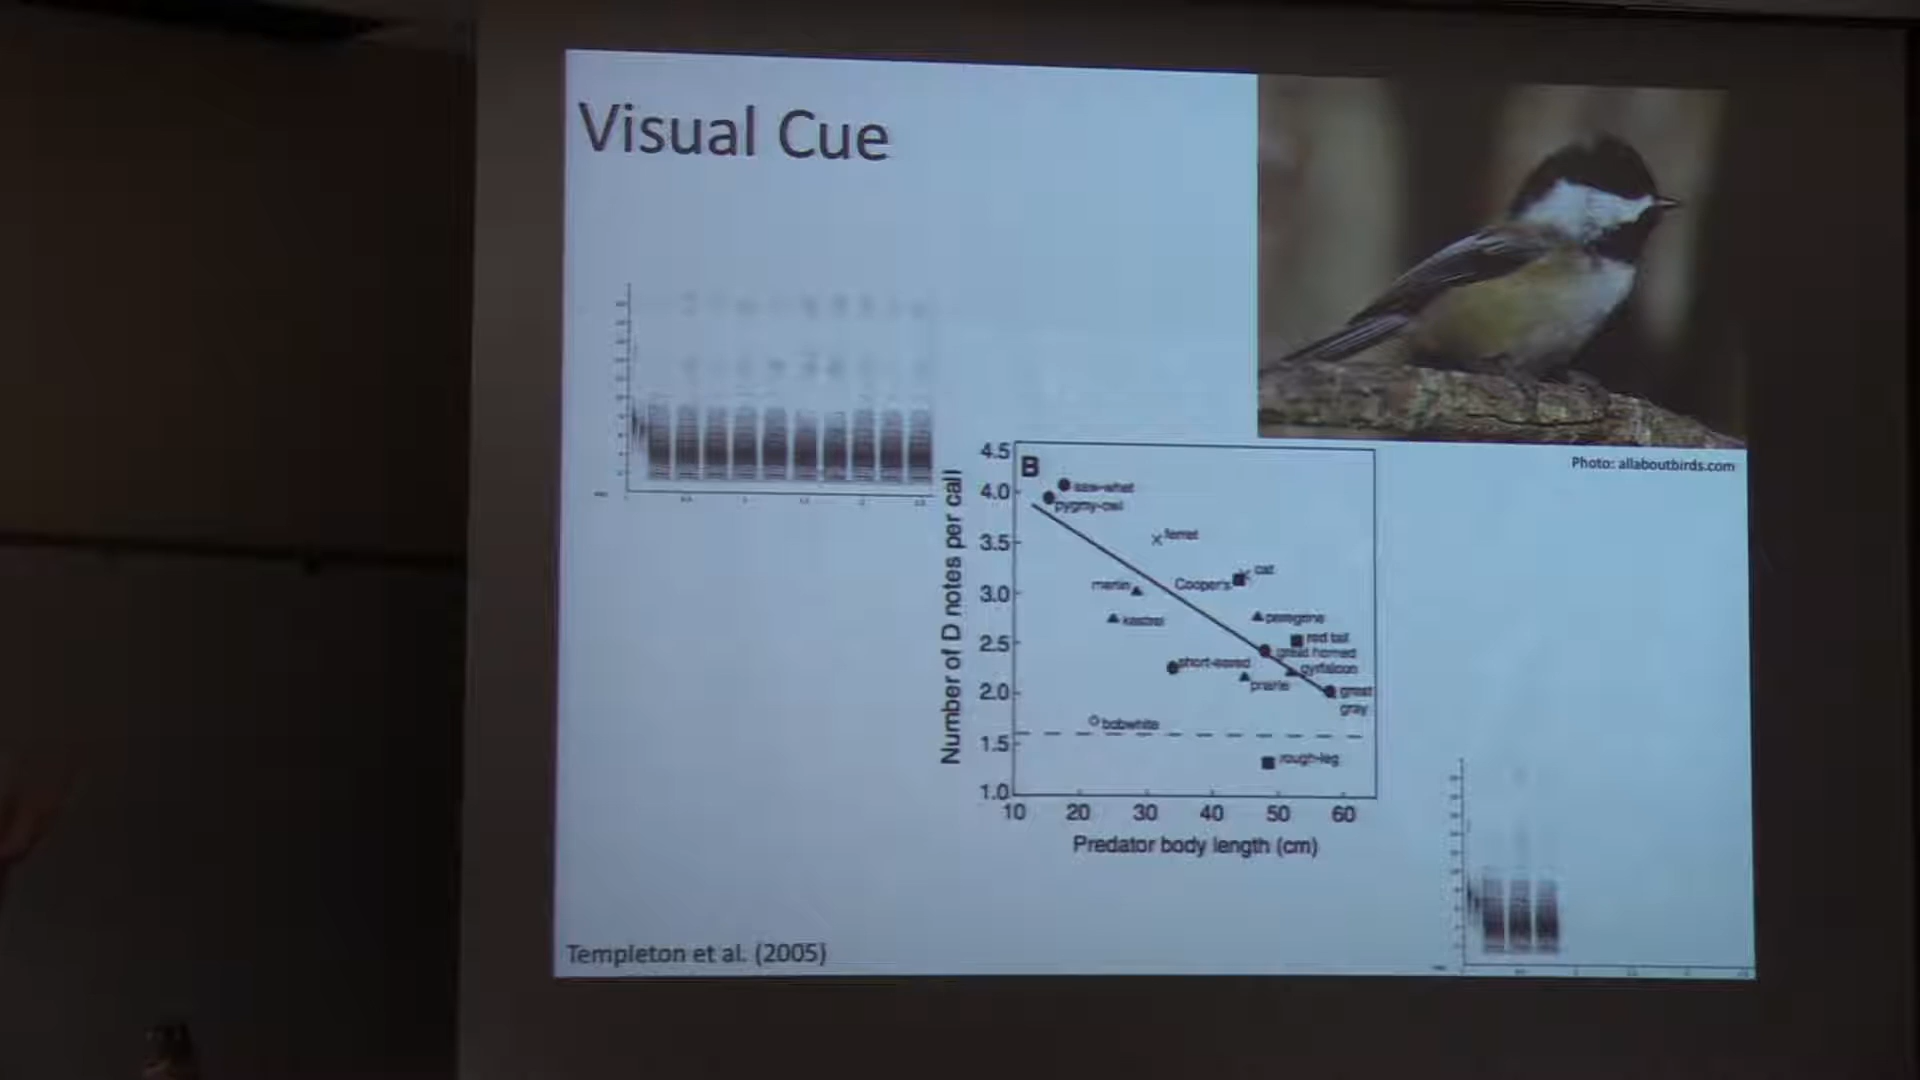 Visual Cue
Photo: allaboutbirds.com
B
Number of D notes per call
4.5
4.0
3.5
3.0
2.5
2.0
1.5
1.0
saw-whet
pygmy-owl
ferret
cat
Cooper's
merlin
kestrel
peregrine
red tail
great horned
short-eared
gyrfalcon
prairie
great
gray
bobwhite
rough-leg
10 20 30 40 50 60
Predator body length (cm)
Templeton et al. (2005)